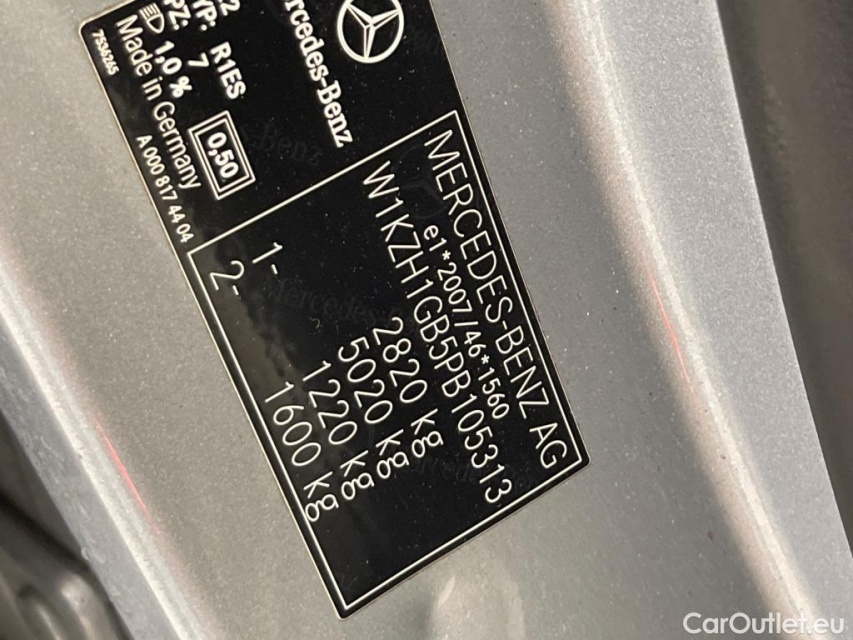 MERCEDES-BENZ AG
e1*2007/46*1560
W1KZH1GB5PB105313
2820 kg
5020 kg
1- 1220 kg
2- 1600 kg
Mercedes-Benz
R1ES
7
1,0 %
0,50
Made in Germany
A 000 817 44 04
7536265
CarOutlet.eu